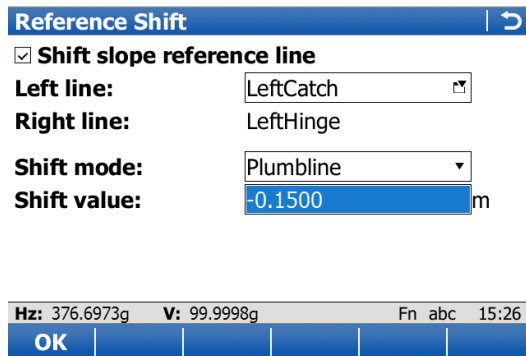 Reference Shift
Shift slope reference line
Left line: LeftCatch
Right line: LeftHinge
Shift mode: Plumbline
Shift value: -0.1500 m
Hz: 376.6973g V: 99.9998g Fn abc 15:26
OK